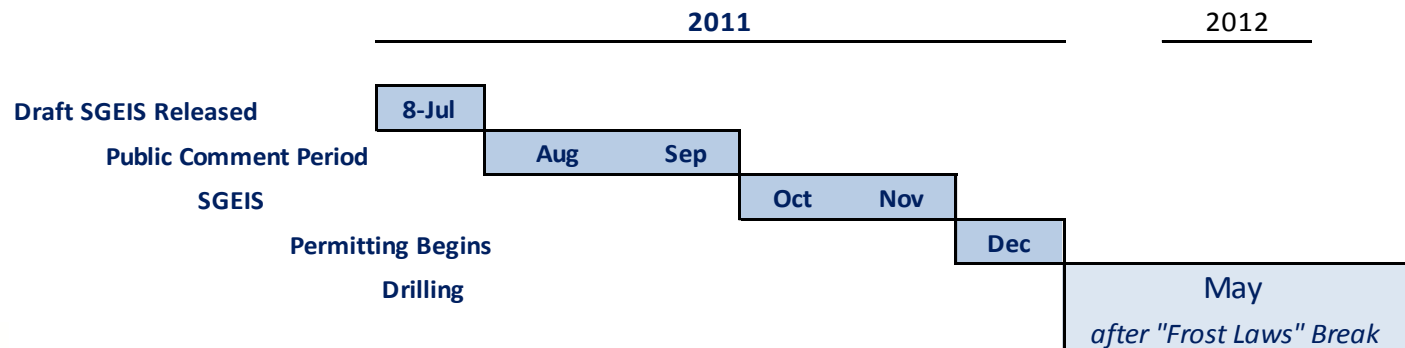 2011 2012
Draft SGEIS Released 8-Jul
Public Comment Period Aug Sep
SGEIS Oct Nov
Permitting Begins Dec
Drilling May
after "Frost Laws" Break